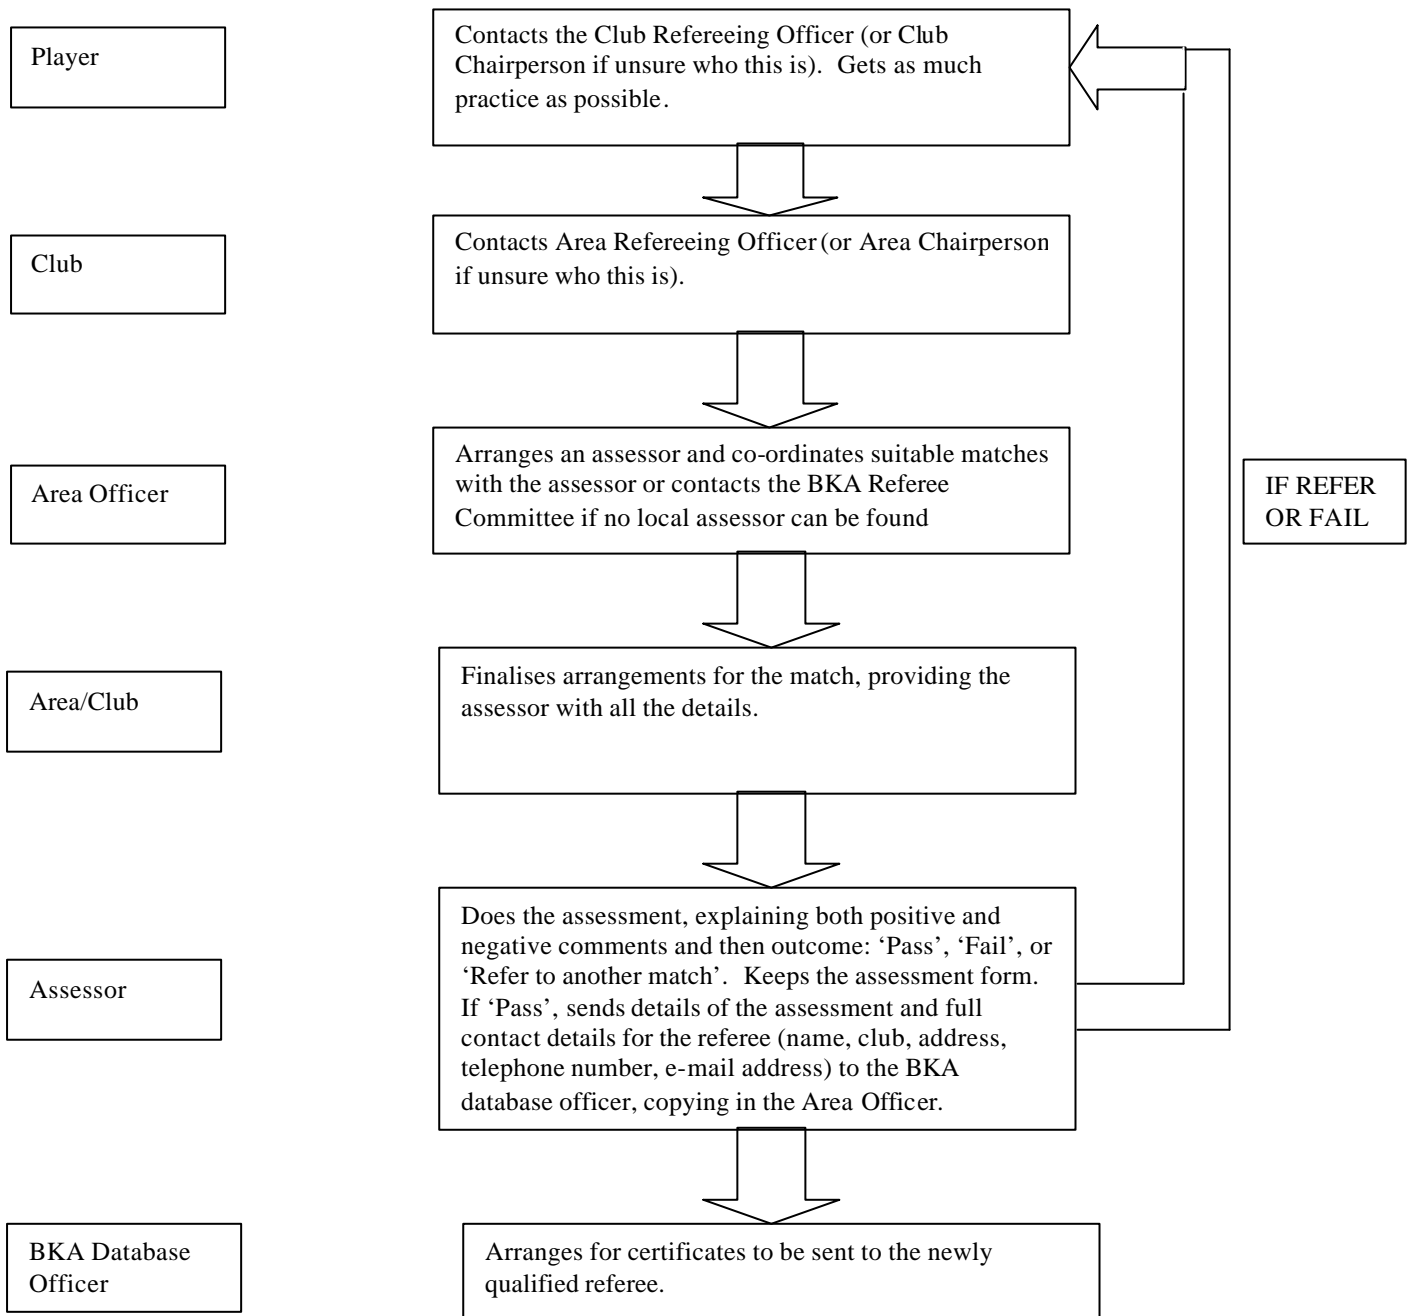 Player
Contacts the Club Refereeing Officer (or Club
Chairperson if unsure who this is).  Gets as much
practice as possible.
Club
Contacts Area Refereeing Officer (or Area Chairperson
if unsure who this is).
Area Officer
Arranges an assessor and co-ordinates suitable matches
with the assessor or contacts the BKA Referee
Committee if no local assessor can be found
IF REFER
OR FAIL
Area/Club
Finalises arrangements for the match, providing the
assessor with all the details.
Assessor
Does the assessment, explaining both positive and
negative comments and then outcome: ‘Pass’, ‘Fail’, or
‘Refer to another match’.  Keeps the assessment form.
If ‘Pass’, sends details of the assessment and full
contact details for the referee (name, club, address,
telephone number, e-mail address) to the BKA
database officer, copying in the Area Officer.
BKA Database
Officer
Arranges for certificates to be sent to the newly
qualified referee.